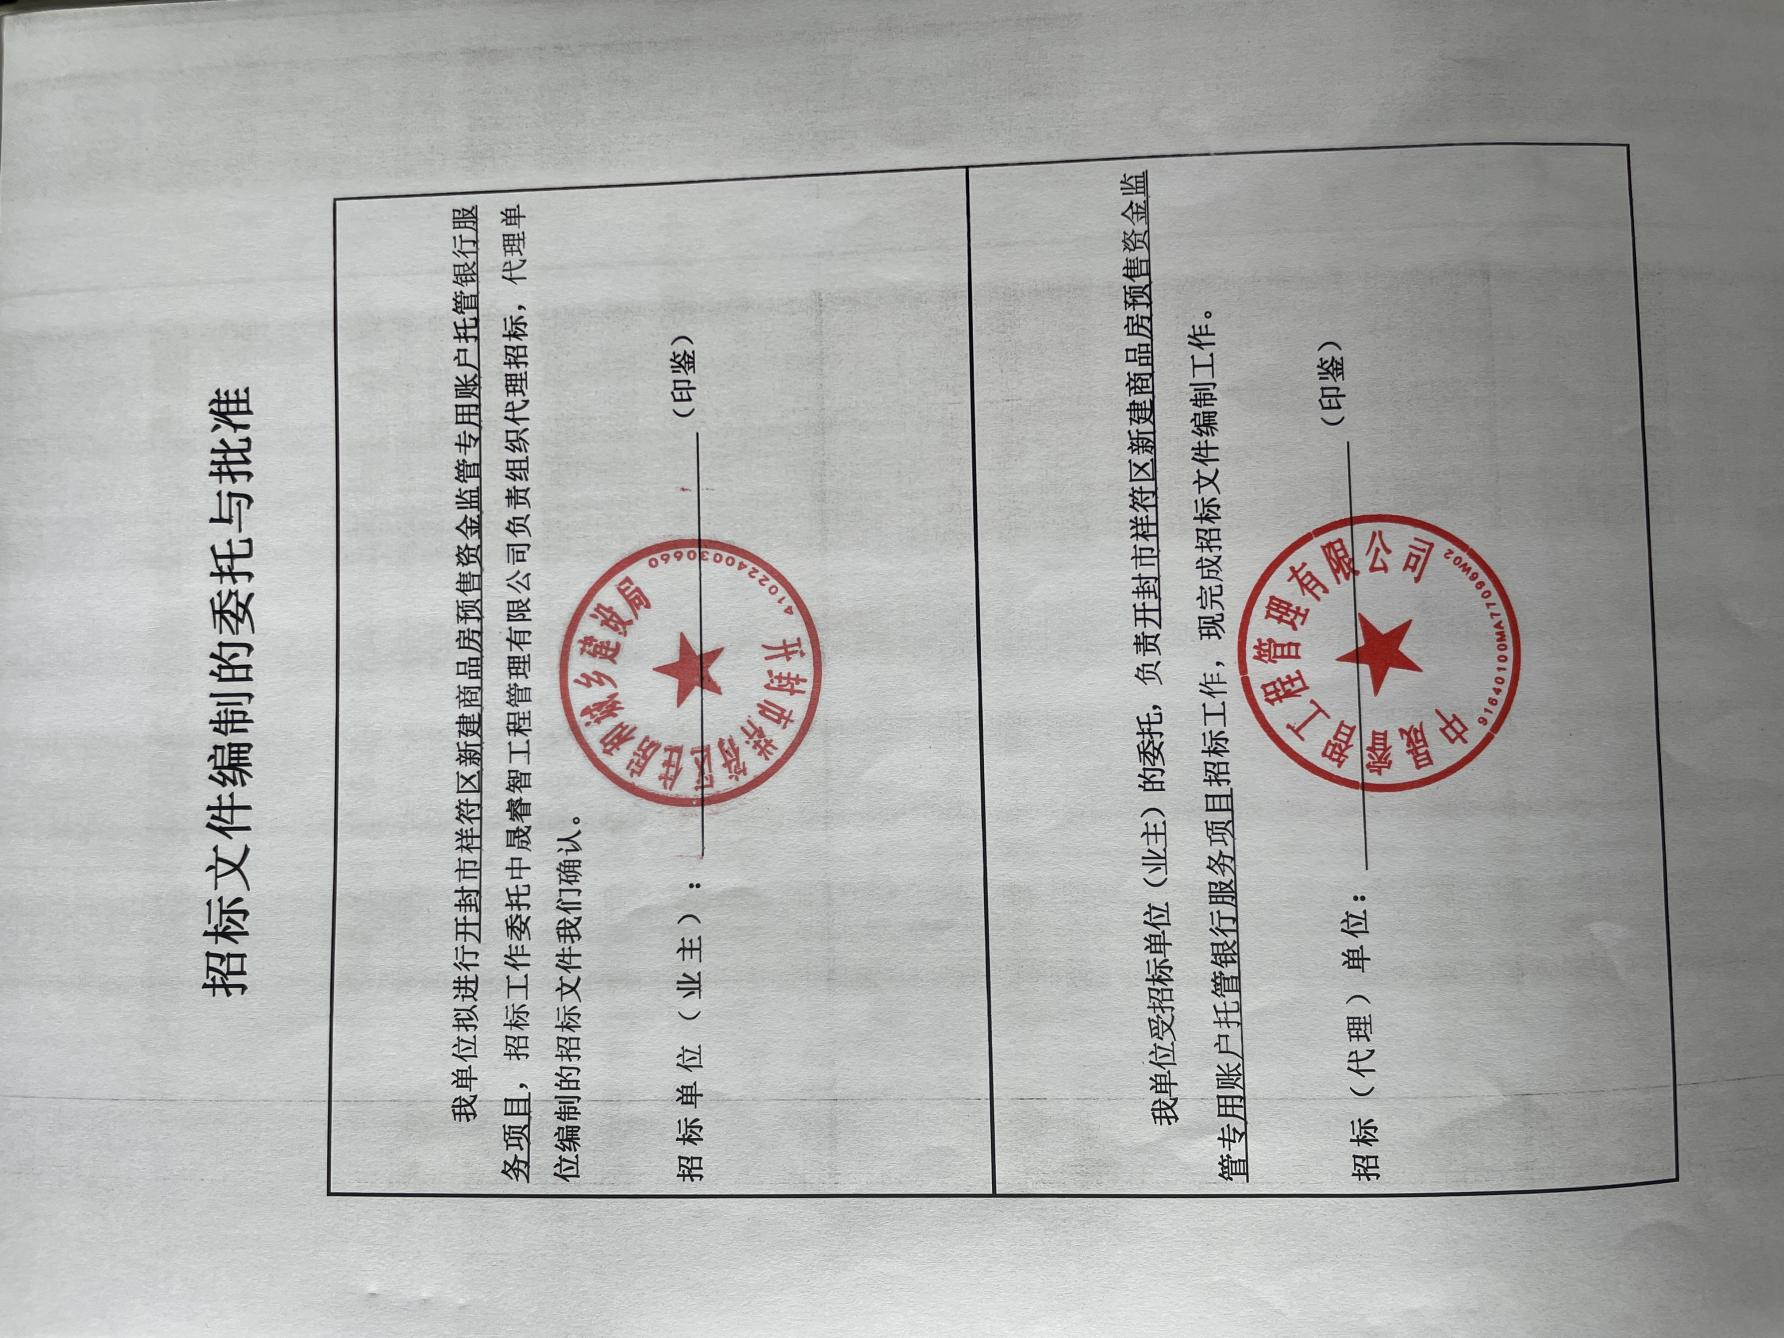 招标文件编制的委托与批准
我单位拟进行开封市祥符区新建商品房预售资金监管专用账户托管银行服
务项目，招标工作委托中晟睿智工程管理有限公司负责组织代理招标，代理单
位编制的招标文件我们确认。
招标单位（业主）：（印鉴）
开封市祥符区住房和城乡建设局
4102240030660
我单位受招标单位（业主）的委托，负责开封市祥符区新建商品房预售资金监
管专用账户托管银行服务项目招标工作，现完成招标文件编制工作。
招标（代理）单位：（印鉴）
中晟睿智工程管理有限公司
91640100MA77096W02